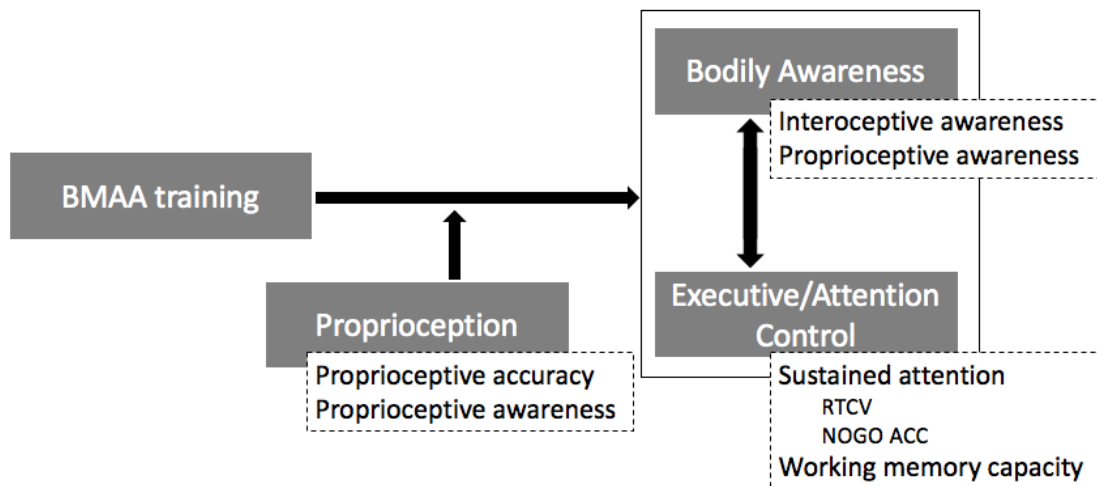 Bodily Awareness
Interoceptive awareness
Proprioceptive awareness
BMAA training
Proprioception
Proprioceptive accuracy
Proprioceptive awareness
Executive/Attention
Control
Sustained attention
RTCV
NOGO ACC
Working memory capacity